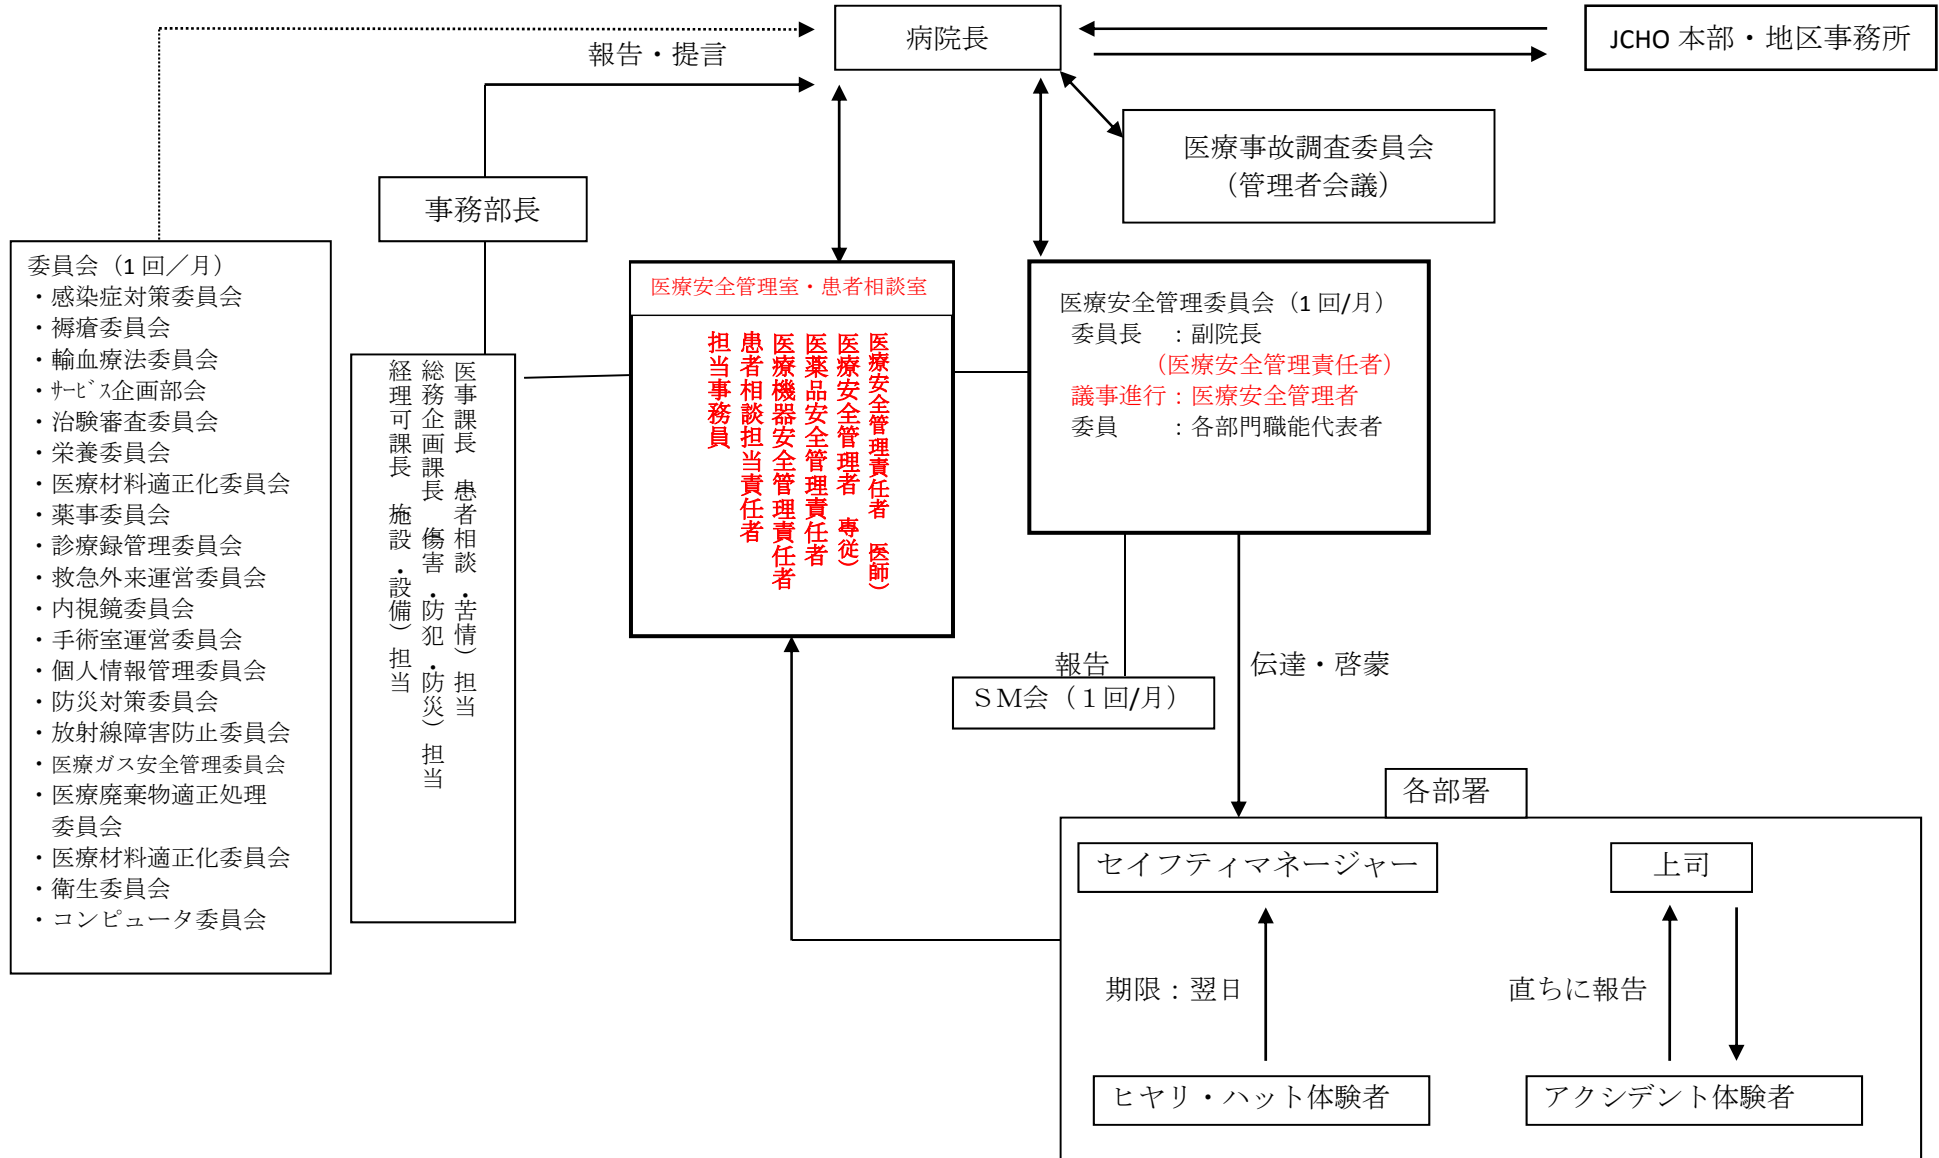 病院長
JCHO 本部・地区事務所
報告・提言
医療事故調査委員会
（管理者会議）
事務部長
委員会（1 回／月）
・感染症対策委員会
・褥瘡委員会
・輸血療法委員会
・ｻｰﾋﾞｽ企画部会
・治験審査委員会
・栄養委員会
・医療材料適正化委員会
・薬事委員会
・診療録管理委員会
・救急外来運営委員会
・内視鏡委員会
・手術室運営委員会
・個人情報管理委員会
・防災対策委員会
・放射線障害防止委員会
・医療ガス安全管理委員会
・医療廃棄物適正処理
委員会
・医療材料適正化委員会
・衛生委員会
・コンピュータ委員会
医事課長（患者相談・苦情）担当
総務企画課長（傷害・防犯・防災）担当
経理可課長（施設・設備）担当
医療安全管理室・患者相談室
医療安全管理責任者（医師）
医療安全管理者（専従）
医薬品安全管理責任者
医療機器安全管理責任者
患者相談担当責任者
担当事務員
医療安全管理委員会（1 回/月）
委員長　：副院長
（医療安全管理責任者）
議事進行：医療安全管理者
委員　　：各部門職能代表者
報告
伝達・啓蒙
ＳＭ会（１回/月）
各部署
セイフティマネージャー
上司
期限：翌日
直ちに報告
ヒヤリ・ハット体験者
アクシデント体験者